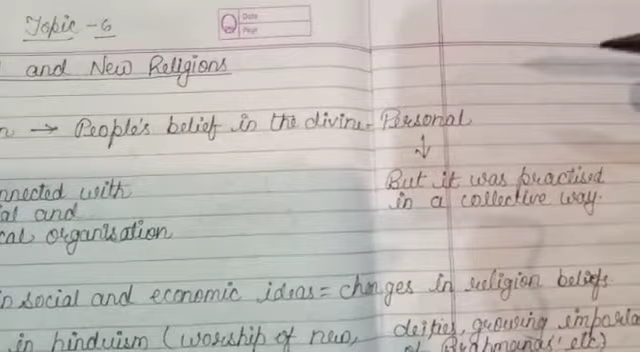 Topic - 6
Date
Page
and New Religions
n → People's belief in the divine - Personal
↓
But it was practised
in a collective way.
nnected with
al and
cal organisation
n social and economic ideas = changes in religion beliefs
in hinduism (worship of new, deities, growing importa
of Brahmanas' etc)